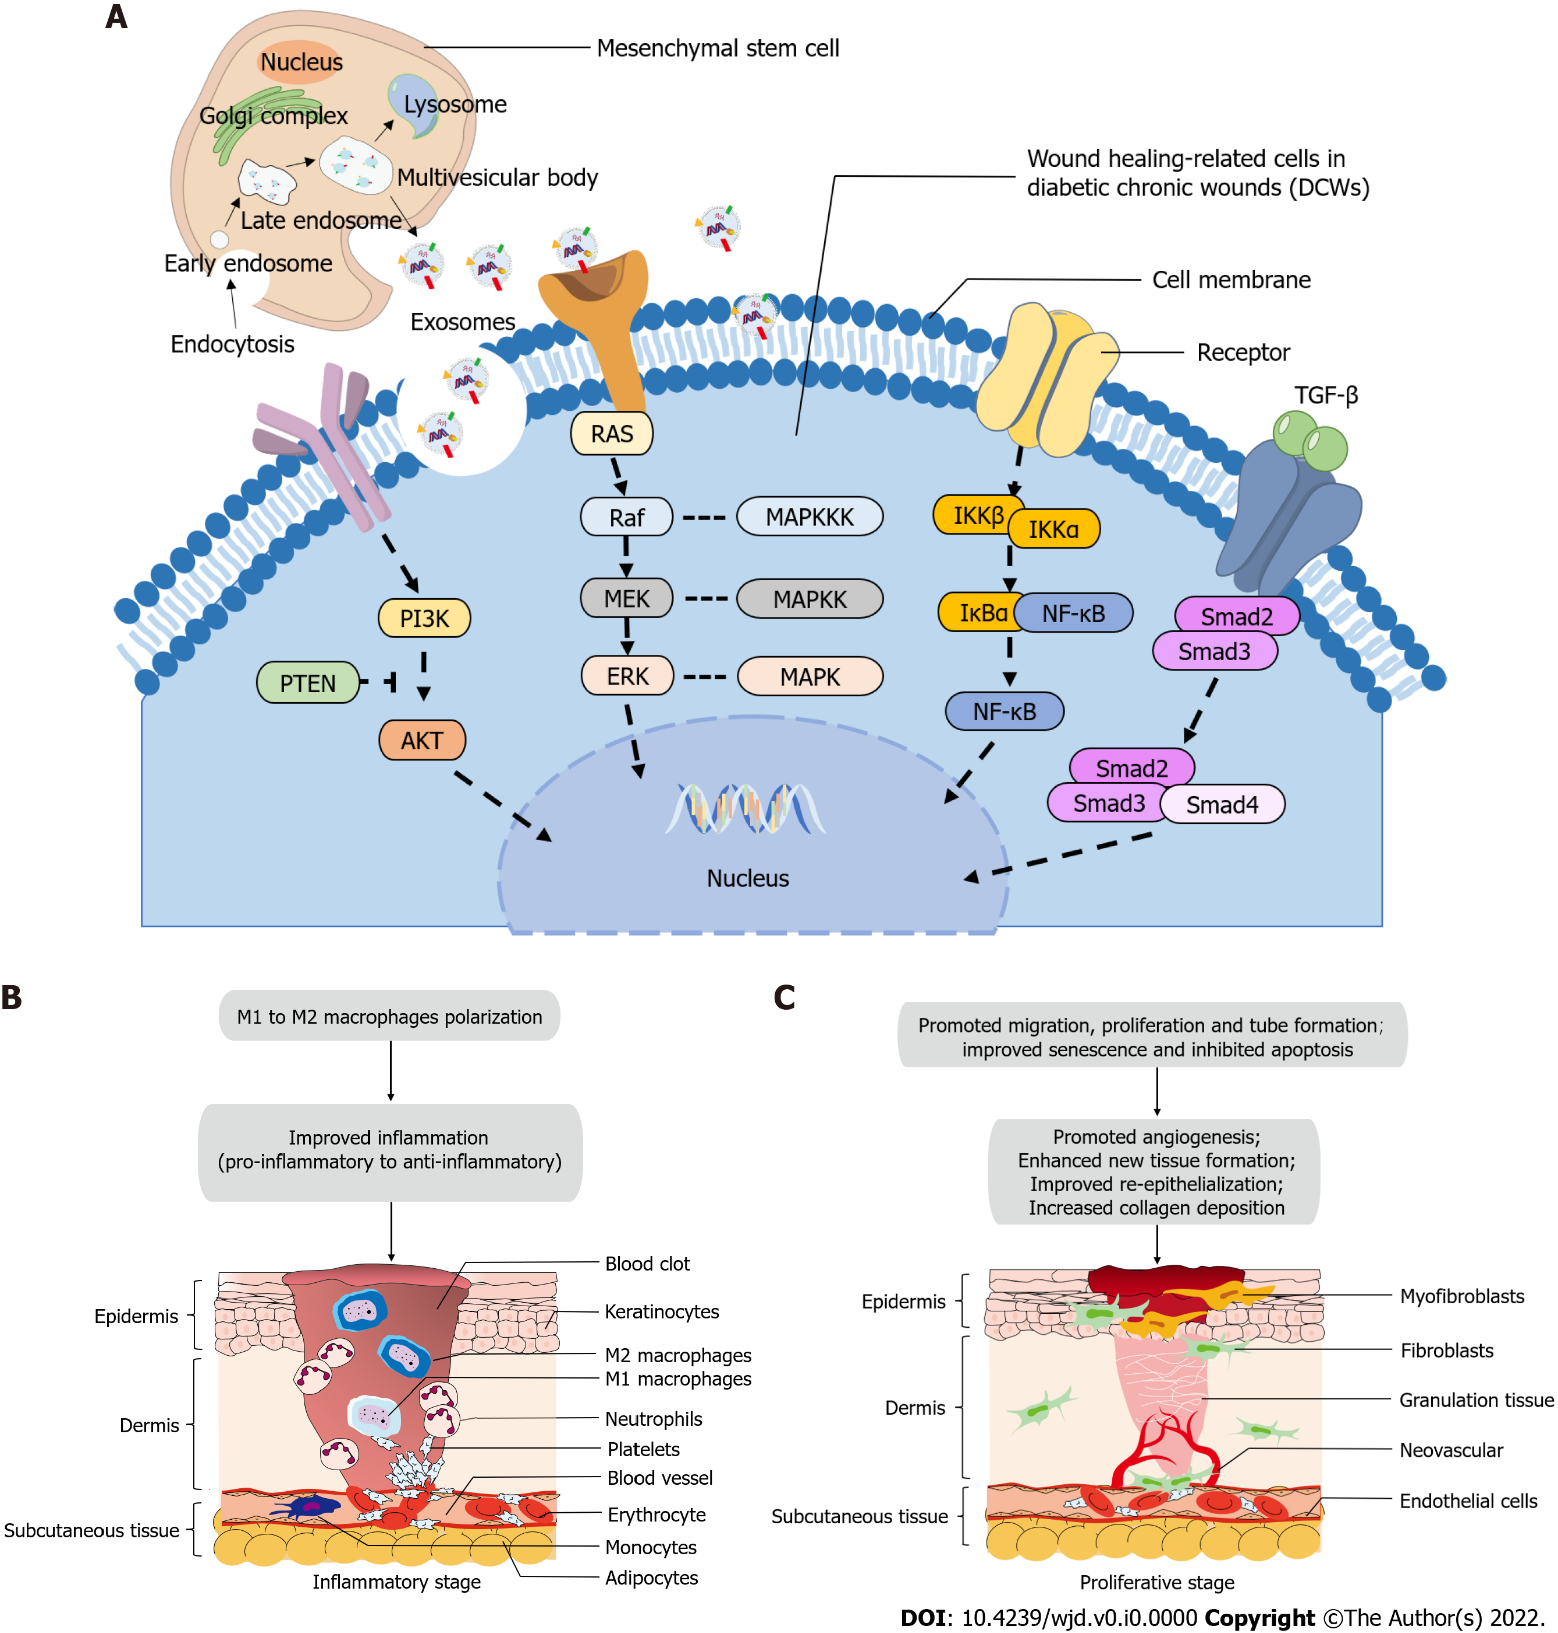 A
Nucleus
Mesenchymal stem cell
Golgi complex
Lysosome
Multivesicular body
Late endosome
Early endosome
Endocytosis
Exosomes
Wound healing-related cells in
diabetic chronic wounds (DCWs)
Cell membrane
Receptor
TGF-β
RAS
Raf
MAPKKK
MEK
MAPKK
ERK
MAPK
PI3K
PTEN
AKT
IKKβ
IKKα
IκBα
NF-κB
NF-κB
Smad2
Smad3
Smad2
Smad3
Smad4
Nucleus
B
M1 to M2 macrophages polarization
Improved inflammation
(pro-inflammatory to anti-inflammatory)
Epidermis
Dermis
Subcutaneous tissue
Blood clot
Keratinocytes
M2 macrophages
M1 macrophages
Neutrophils
Platelets
Blood vessel
Erythrocyte
Monocytes
Adipocytes
Inflammatory stage
C
Promoted migration, proliferation and tube formation;
improved senescence and inhibited apoptosis
Promoted angiogenesis;
Enhanced new tissue formation;
Improved re-epithelialization;
Increased collagen deposition
Epidermis
Dermis
Subcutaneous tissue
Myofibroblasts
Fibroblasts
Granulation tissue
Neovascular
Endothelial cells
Proliferative stage
DOI: 10.4239/wjd.v0.i0.0000 Copyright ©The Author(s) 2022.